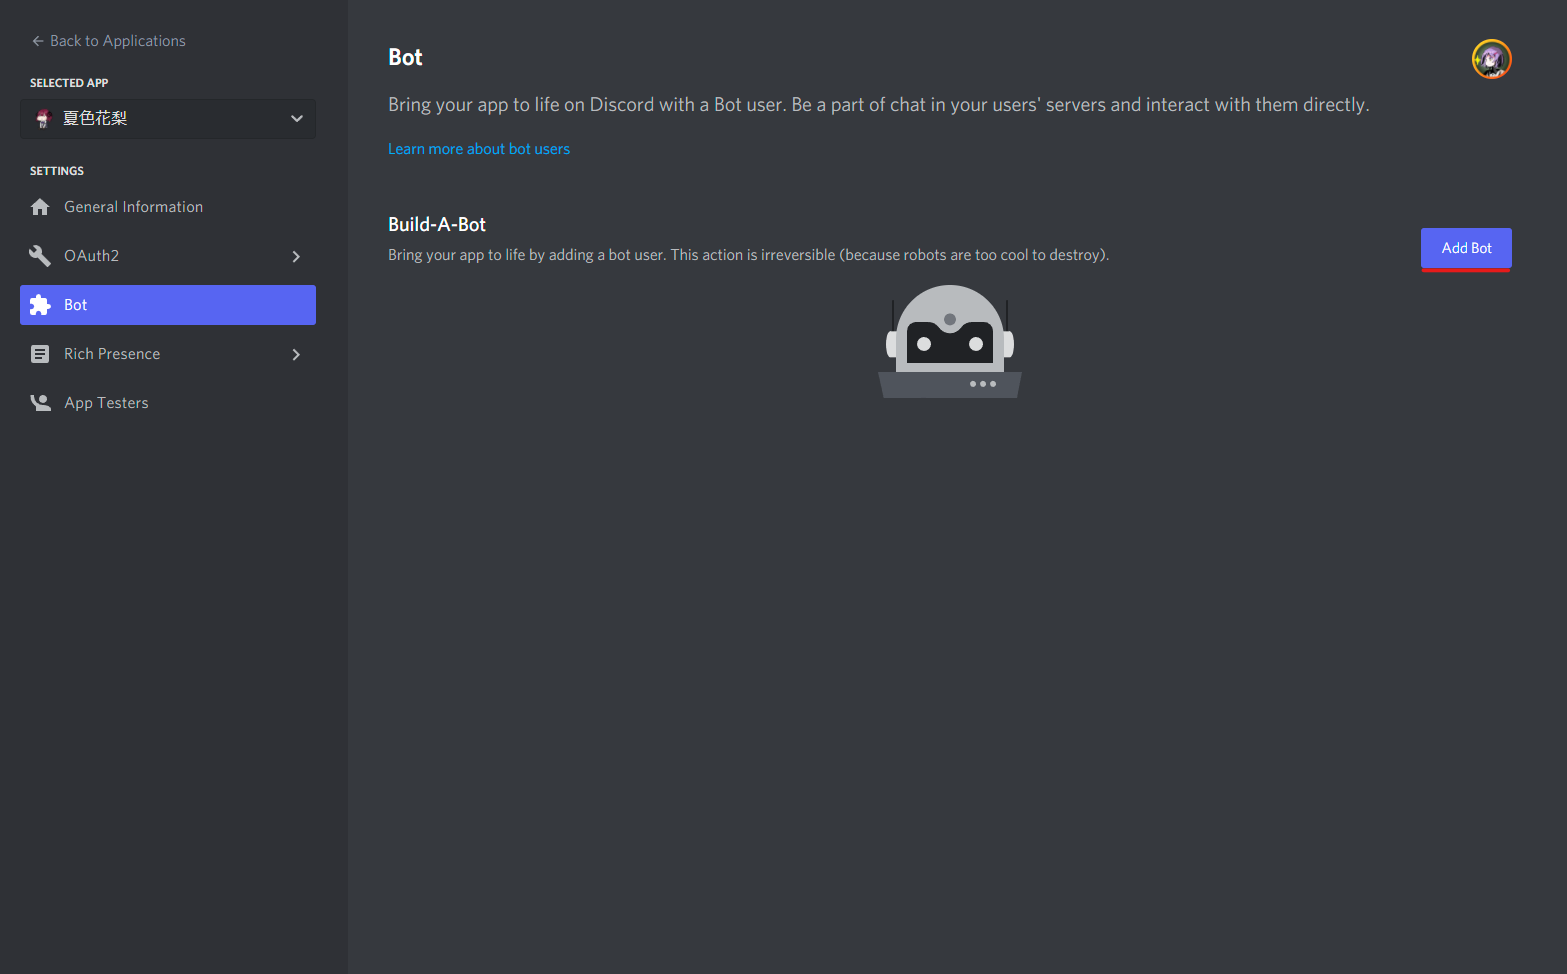 Back to Applications
SELECTED APP
夏色花梨
SETTINGS
General Information
OAuth2
Bot
Rich Presence
App Testers
Bot
Bring your app to life on Discord with a Bot user. Be a part of chat in your users' servers and interact with them directly.
Learn more about bot users
Build-A-Bot
Bring your app to life by adding a bot user. This action is irreversible (because robots are too cool to destroy).
Add Bot